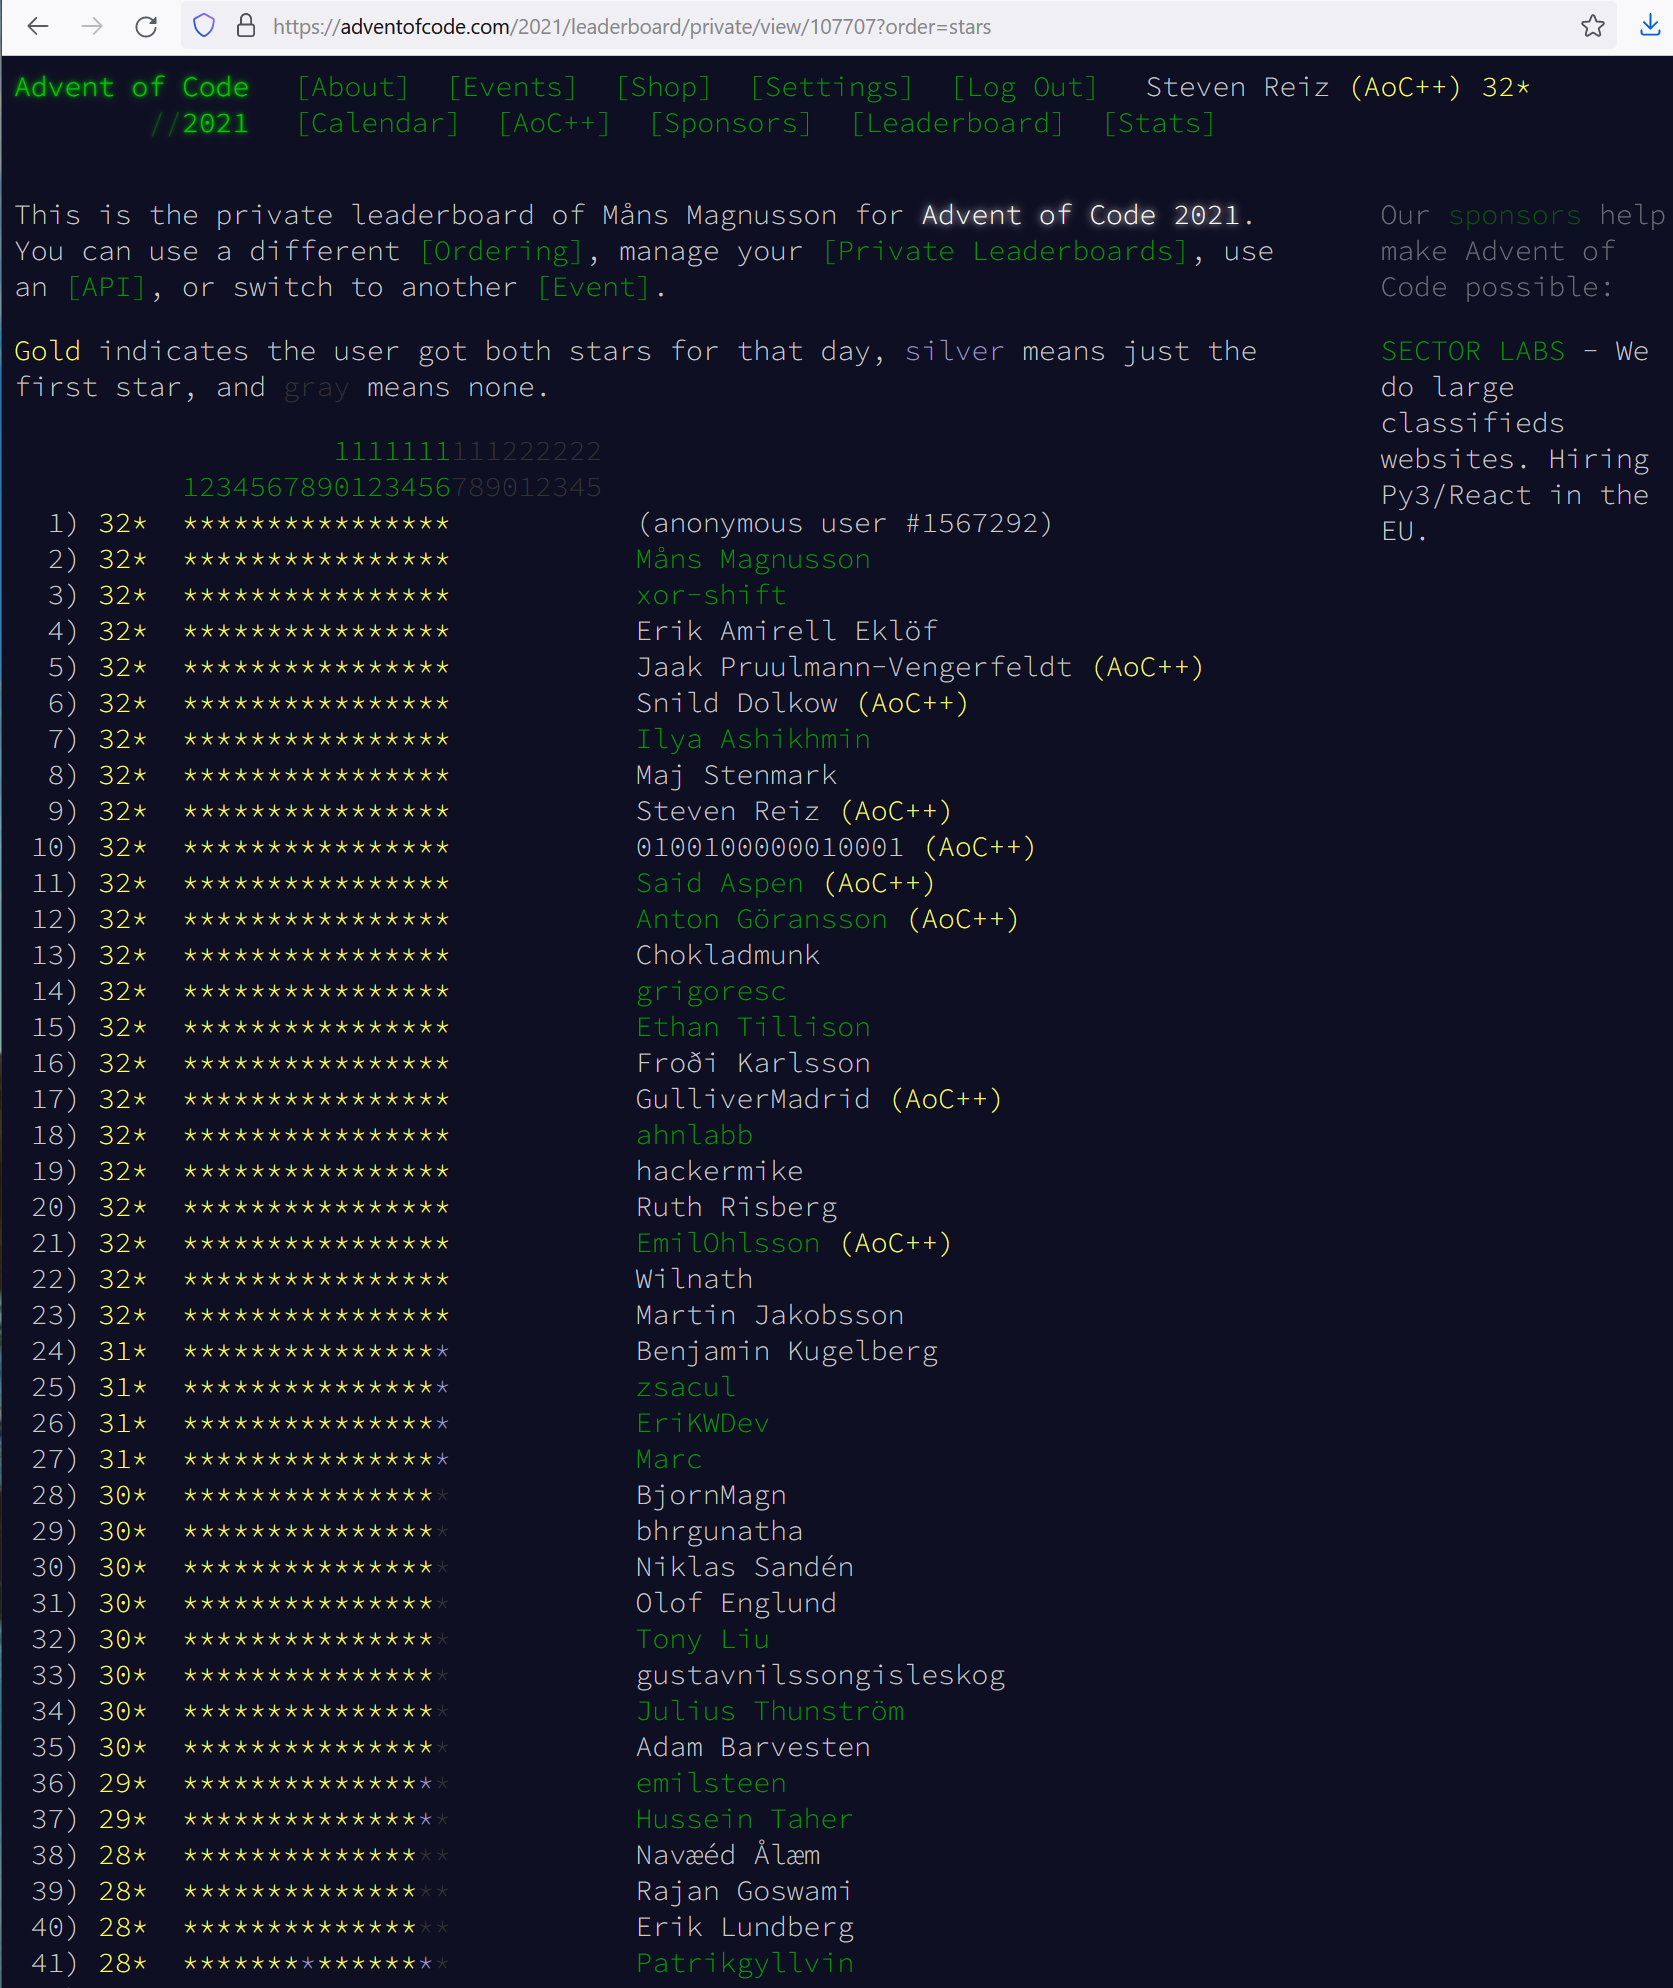 https://adventofcode.com/2021/leaderboard/private/view/107707?order=stars
Advent of Code [About] [Events] [Shop] [Settings] [Log Out] Steven Reiz (AoC++) 32*
//2021 [Calendar] [AoC++] [Sponsors] [Leaderboard] [Stats]
This is the private leaderboard of Måns Magnusson for Advent of Code 2021.
You can use a different [Ordering], manage your [Private Leaderboards], use
an [API], or switch to another [Event].
Gold indicates the user got both stars for that day, silver means just the
first star, and gray means none.
1111111111222222
1234567890123456789012345
1) 32* **************** (anonymous user #1567292)
2) 32* **************** Måns Magnusson
3) 32* **************** xor-shift
4) 32* **************** Erik Amirell Eklöf
5) 32* **************** Jaak Pruulmann-Vengerfeldt (AoC++)
6) 32* **************** Snild Dolkow (AoC++)
7) 32* **************** Ilya Ashikhmin
8) 32* **************** Maj Stenmark
9) 32* **************** Steven Reiz (AoC++)
10) 32* **************** 0100100000010001 (AoC++)
11) 32* **************** Said Aspen (AoC++)
12) 32* **************** Anton Göransson (AoC++)
13) 32* **************** Chokladmunk
14) 32* **************** grigoresc
15) 32* **************** Ethan Tillison
16) 32* **************** Froði Karlsson
17) 32* **************** GulliverMadrid (AoC++)
18) 32* **************** ahnlabb
19) 32* **************** hackermike
20) 32* **************** Ruth Risberg
21) 32* **************** EmilOhlsson (AoC++)
22) 32* **************** Wilnath
23) 32* **************** Martin Jakobsson
24) 31* **************** Benjamin Kugelberg
25) 31* **************** zsacul
26) 31* **************** EriKWDev
27) 31* **************** Marc
28) 30* **************** BjornMagn
29) 30* **************** bhrgunatha
30) 30* **************** Niklas Sandén
31) 30* **************** Olof Englund
32) 30* **************** Tony Liu
33) 30* **************** gustavnilssongisleskog
34) 30* **************** Julius Thunström
35) 30* **************** Adam Barvesten
36) 29* **************** emilsteen
37) 29* **************** Hussein Taher
38) 28* **************** Navæéd Ålæm
39) 28* **************** Rajan Goswami
40) 28* **************** Erik Lundberg
41) 28* **************** Patrikgyllvin
Our sponsors help
make Advent of
Code possible:
SECTOR LABS - We
do large
classifieds
websites. Hiring
Py3/React in the
EU.